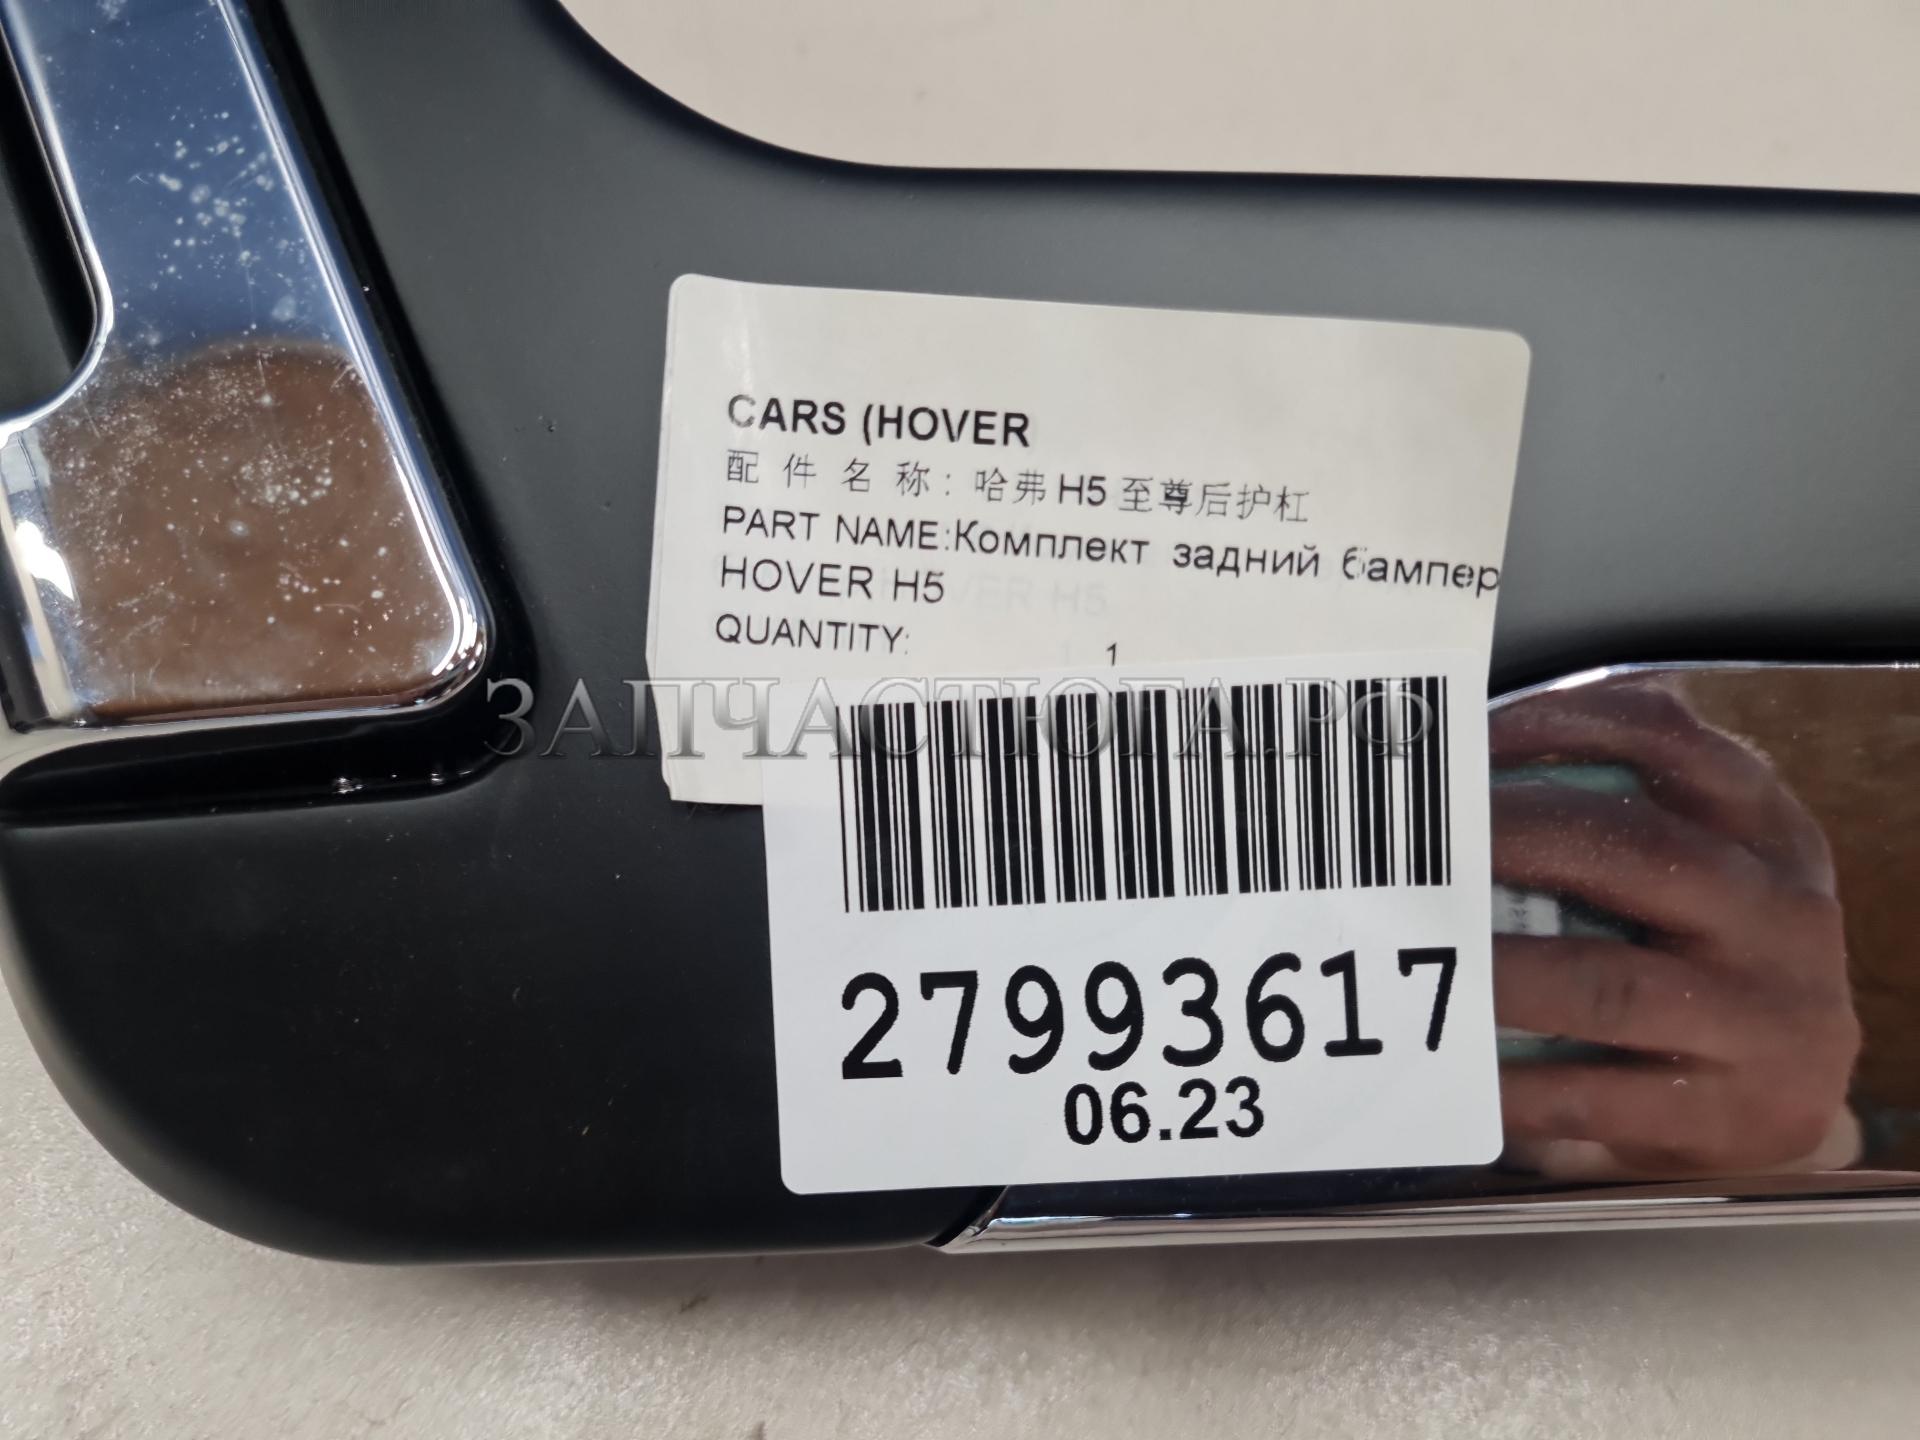 CARS (HOVER
配 件 名 称: 哈弗H5至尊后护杠
PART NAME:Комплект задний бампер
HOVER H5
QUANTITY: 1
ЗАПЧАСТЮГА.РФ
27993617
06.23